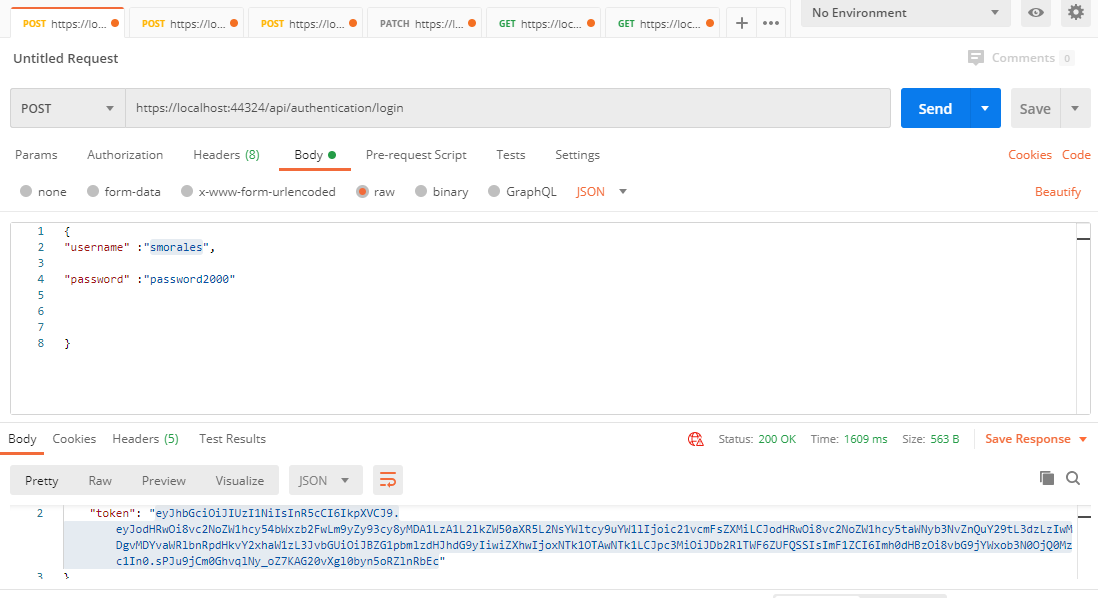 POST https://lo... POST https://lo... POST https://lo... PATCH https://l... GET https://loc... GET https://loc... + ••• No Environment
Untitled Request Comments 0
POST https://localhost:44324/api/authentication/login Send Save
Params Authorization Headers (8) Body Pre-request Script Tests Settings Cookies Code
none form-data x-www-form-urlencoded raw binary GraphQL JSON Beautify
1 {
2 "username" :"smorales",
3
4 "password" :"password2000"
5
6
7
8 }
Body Cookies Headers (5) Test Results Status: 200 OK Time: 1609 ms Size: 563 B Save Response
Pretty Raw Preview Visualize JSON
2 "token": "eyJhbGciOiJIUzI1NiIsInR5cCI6IkpXVCJ9.
eyJodHRwOi8vc2NoZW1hcy54bWxzb2FwLm9yZy93cy8yMDA1LzA1L2lkZW50aXR5L2NsYWltcy9uYW1lIjoic21vcmFsZXMiLCJodHRwOi8vc2NoZW1hcy5taWNyb3NvZnQuY29tL3dzLzIwM
DgvMDYvaWRlbnRpdHkvY2xhaW1zL3JvbGUiOiJBZG1pbmlzdHJhdG9yIiwiZXhwIjoxNTk1OTAwNTk1LCJpc3MiOiJDb2RlTWF6ZUFQSSIsImF1ZCI6Imh0dHBzOi8vbG9jYWxob3N0OjQ0Mz
c1In0.sPJu9jCm0GhvqlNy_oZ7KAG20vXgl0byn5oRZlnRbEc"
3 }